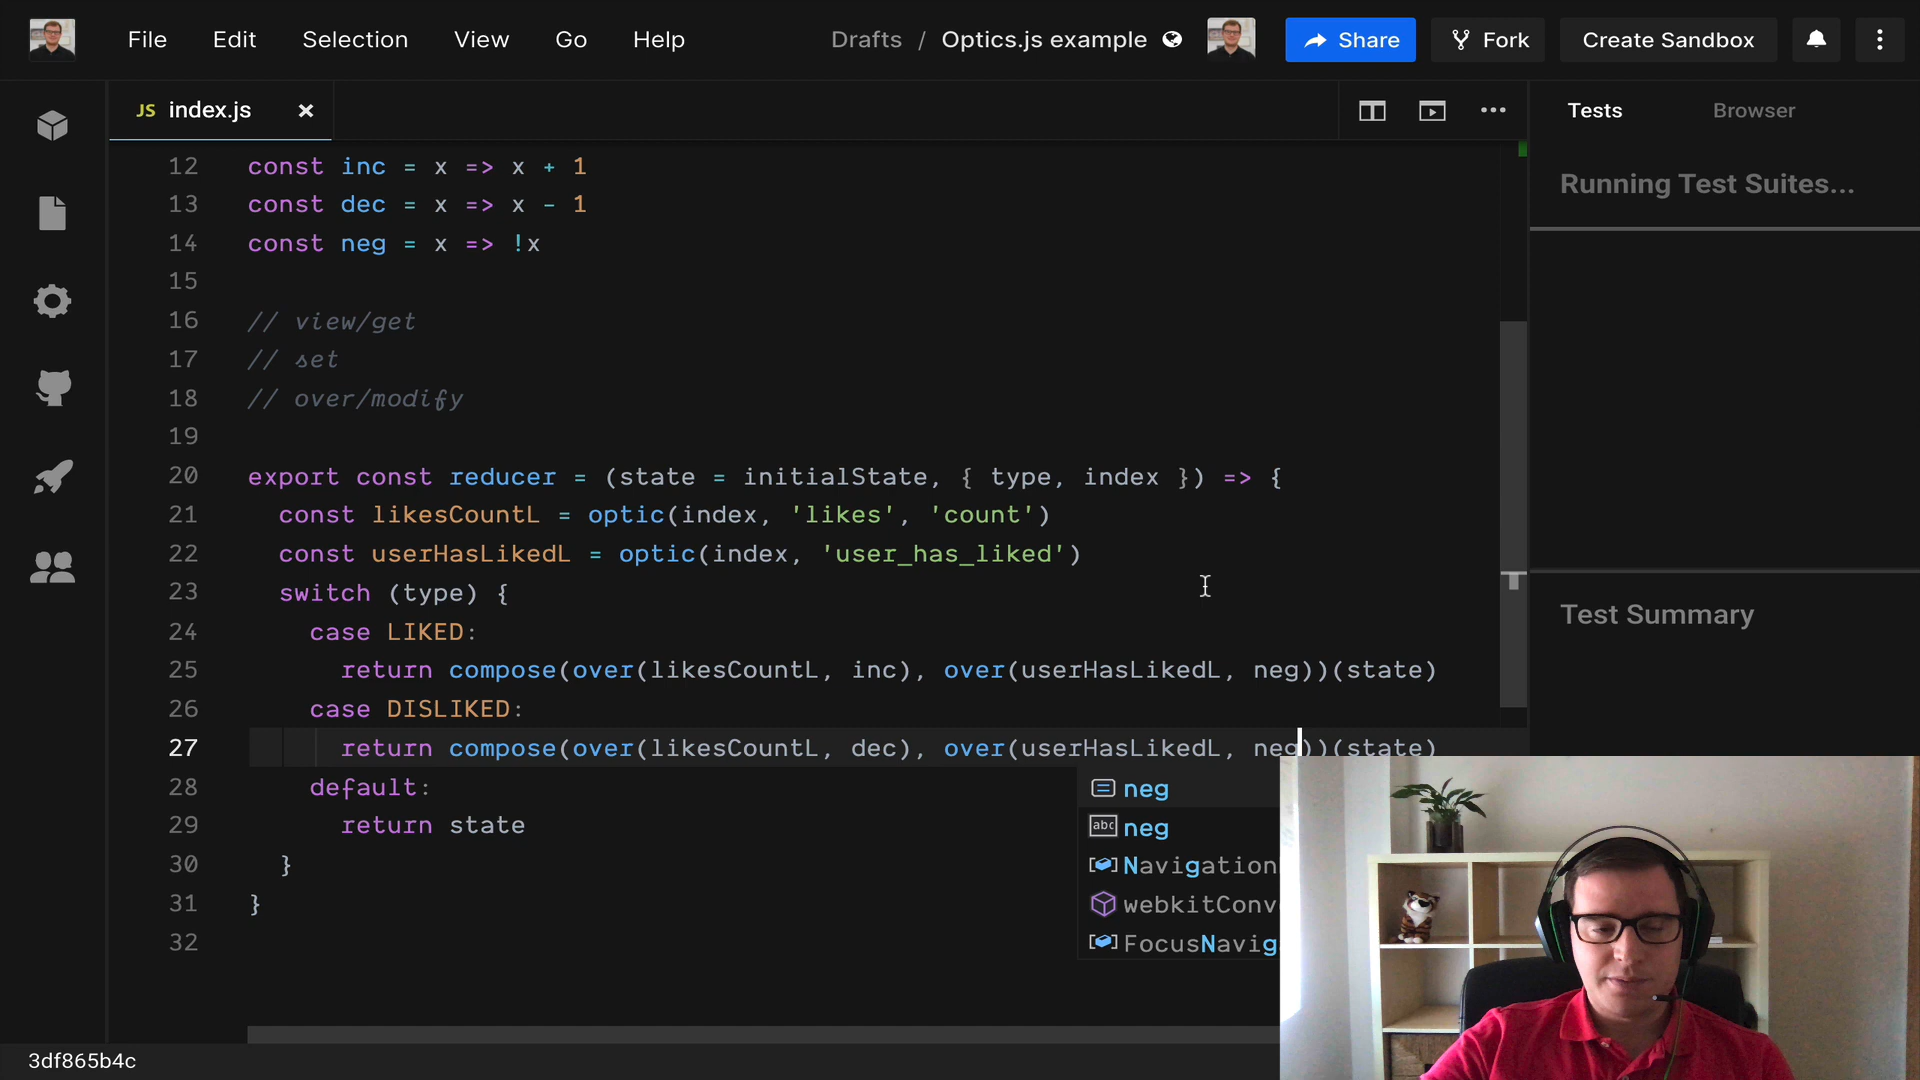 File Edit Selection View Go Help Drafts / Optics.js example Share Fork Create Sandbox
JS index.js
Tests Browser
Running Test Suites...
12 const inc = x => x + 1
13 const dec = x => x - 1
14 const neg = x => !x
15
16 // view/get
17 // set
18 // over/modify
19
20 export const reducer = (state = initialState, { type, index }) => {
21 const likesCountL = optic(index, 'likes', 'count')
22 const userHasLikedL = optic(index, 'user_has_liked')
23 switch (type) {
24 case LIKED:
25 return compose(over(likesCountL, inc), over(userHasLikedL, neg))(state)
26 case DISLIKED:
27 return compose(over(likesCountL, dec), over(userHasLikedL, neg))(state)
28 default:
29 return state
30 }
31 }
32
neg
abc neg
Navigation
webkitConv
FocusNavig
Test Summary
3df865b4c